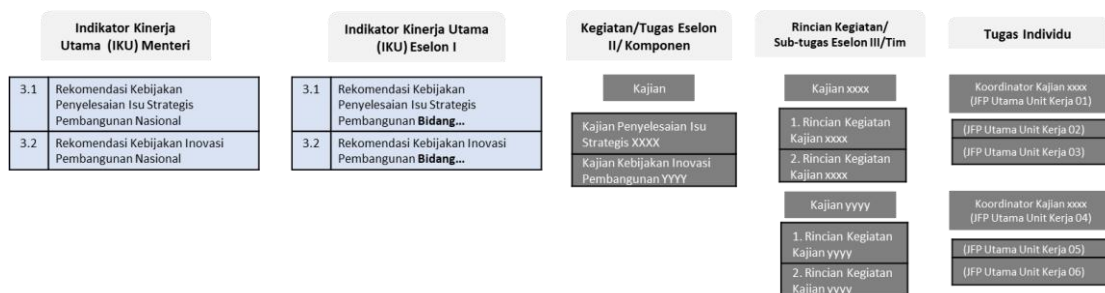 Indikator Kinerja
Utama (IKU) Menteri
3.1
Rekomendasi Kebijakan
Penyelesaian Isu Strategis
Pembangunan Nasional
3.2
Rekomendasi Kebijakan Inovasi
Pembangunan Nasional
Indikator Kinerja Utama
(IKU) Eselon I
3.1
Rekomendasi Kebijakan
Penyelesaian Isu Strategis
Pembangunan Bidang...
3.2
Rekomendasi Kebijakan Inovasi
Pembangunan Bidang...
Kegiatan/Tugas Eselon
II/ Komponen
Kajian
Kajian Penyelesaian Isu
Strategis XXXX
Kajian Kebijakan Inovasi
Pembangunan YYYY
Rincian Kegiatan/
Sub-tugas Eselon III/Tim
Kajian xxxx
1. Rincian Kegiatan
Kajian xxxx
2. Rincian Kegiatan
Kajian xxxx
Kajian yyyy
1. Rincian Kegiatan
Kajian yyyy
2. Rincian Kegiatan
Kajian yyyy
Tugas Individu
Koordinator Kajian xxxx
(JFP Utama Unit Kerja 01)
(JFP Utama Unit Kerja 02)
(JFP Utama Unit Kerja 03)
Koordinator Kajian xxxx
(JFP Utama Unit Kerja 04)
(JFP Utama Unit Kerja 05)
(JFP Utama Unit Kerja 06)